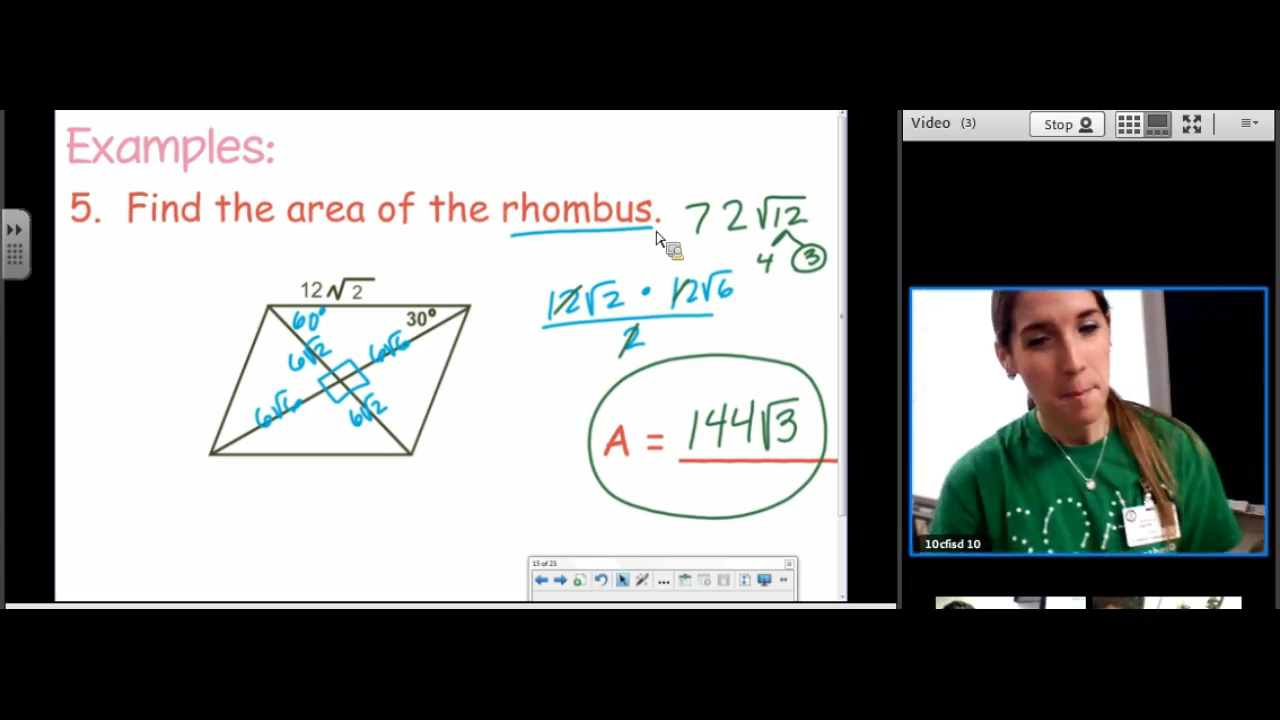 Examples:
5. Find the area of the rhombus.
72√12
4 3
12√2
60°
30°
6√2
6√6
6√6
6√2
12√2 • 12√6
2
A = 144√3
Video (3)
Stop
10cfisd 10
15 of 23